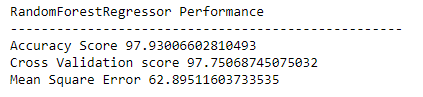 RandomForestRegressor Performance
---------------------------------------------------
Accuracy Score 97.93006602810493
Cross Validation score 97.75068745075032
Mean Square Error 62.89511603733535